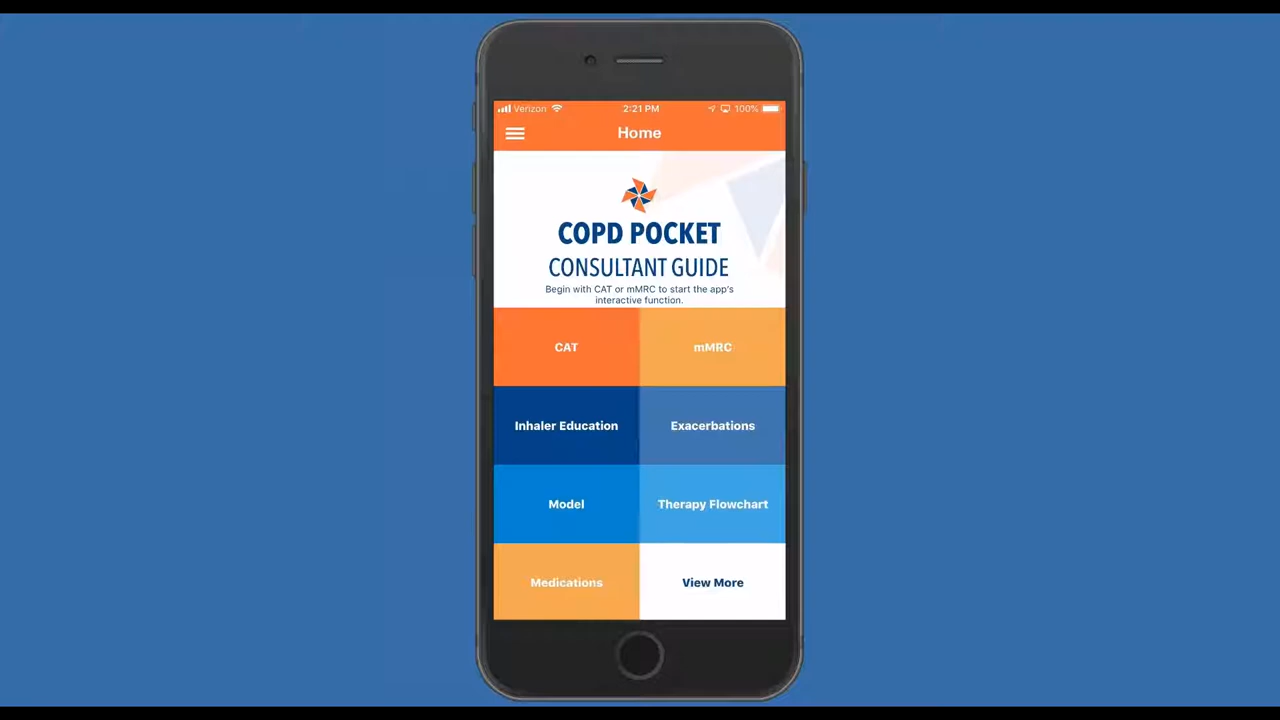 Verizon 2:21 PM 100%
Home
COPD POCKET
CONSULTANT GUIDE
Begin with CAT or mMRC to start the app's
interactive function.
CAT mMRC
Inhaler Education Exacerbations
Model Therapy Flowchart
Medications View More